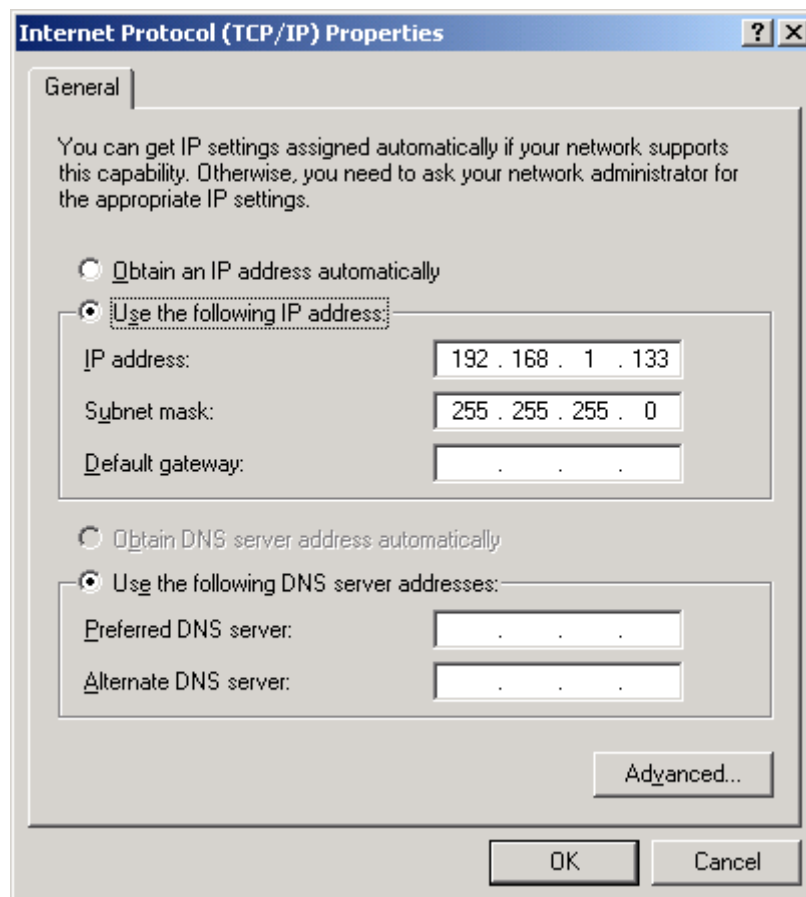 Internet Protocol (TCP/IP) Properties
General
You can get IP settings assigned automatically if your network supports
this capability. Otherwise, you need to ask your network administrator for
the appropriate IP settings.
Obtain an IP address automatically
Use the following IP address:
IP address: 192 . 168 . 1 . 133
Subnet mask: 255 . 255 . 255 . 0
Default gateway: . . .
Obtain DNS server address automatically
Use the following DNS server addresses:
Preferred DNS server: . . .
Alternate DNS server: . . .
Advanced...
OK Cancel